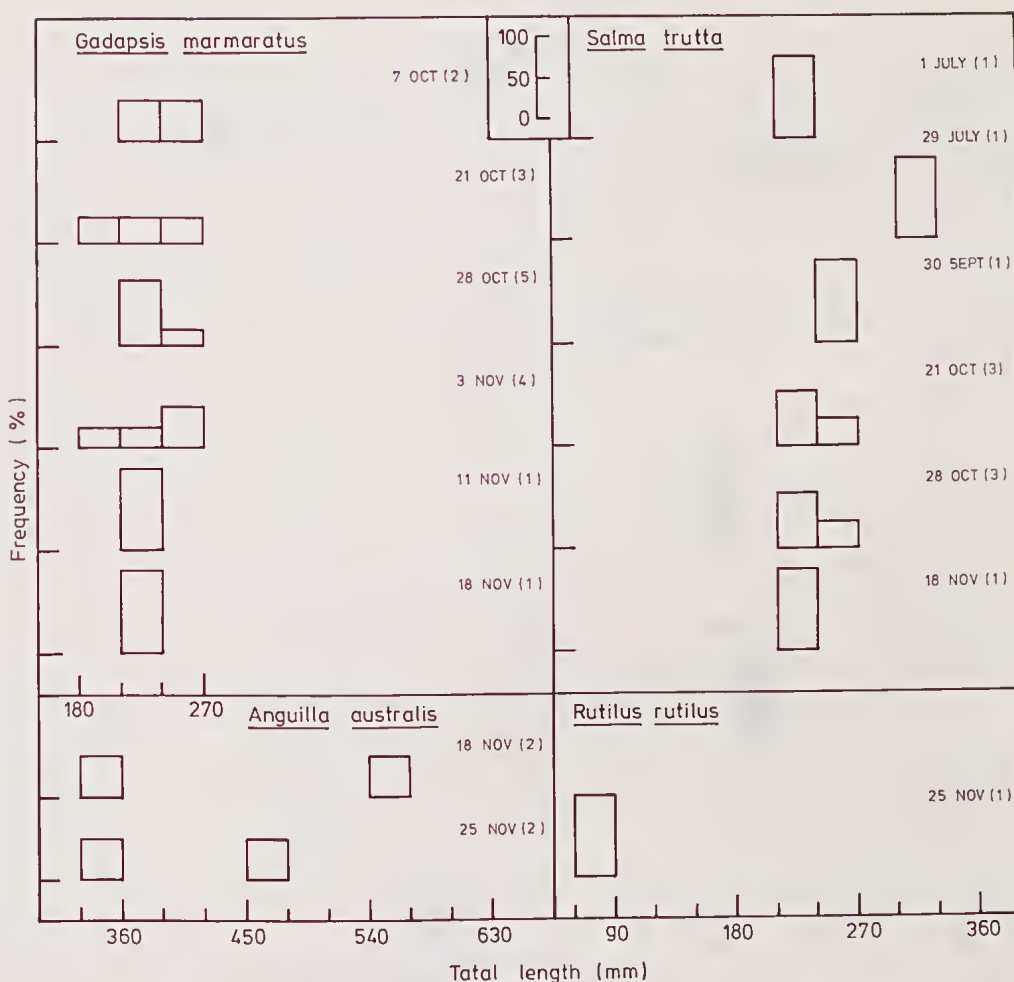 Gadapsis marmaratus
7 OCT (2)
21 OCT (3)
28 OCT (5)
3 NOV (4)
11 NOV (1)
18 NOV (1)
180
270
100
50
0
Salma trutta
1 JULY (1)
29 JULY (1)
30 SEPT (1)
21 OCT (3)
28 OCT (3)
18 NOV (1)
Anguilla australis
18 NOV (2)
25 NOV (2)
360
450
540
630
Rutilus rutilus
25 NOV (1)
90
180
270
360
Frequency (%)
Tatal length (mm)